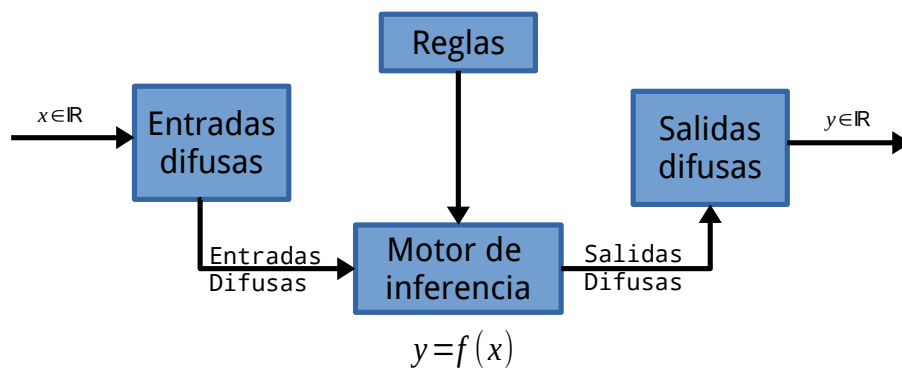 Reglas
x∈ℝ
Entradas
difusas
Salidas
difusas
y∈ℝ
Entradas
Difusas
Motor de
inferencia
Salidas
Difusas
y=f(x)